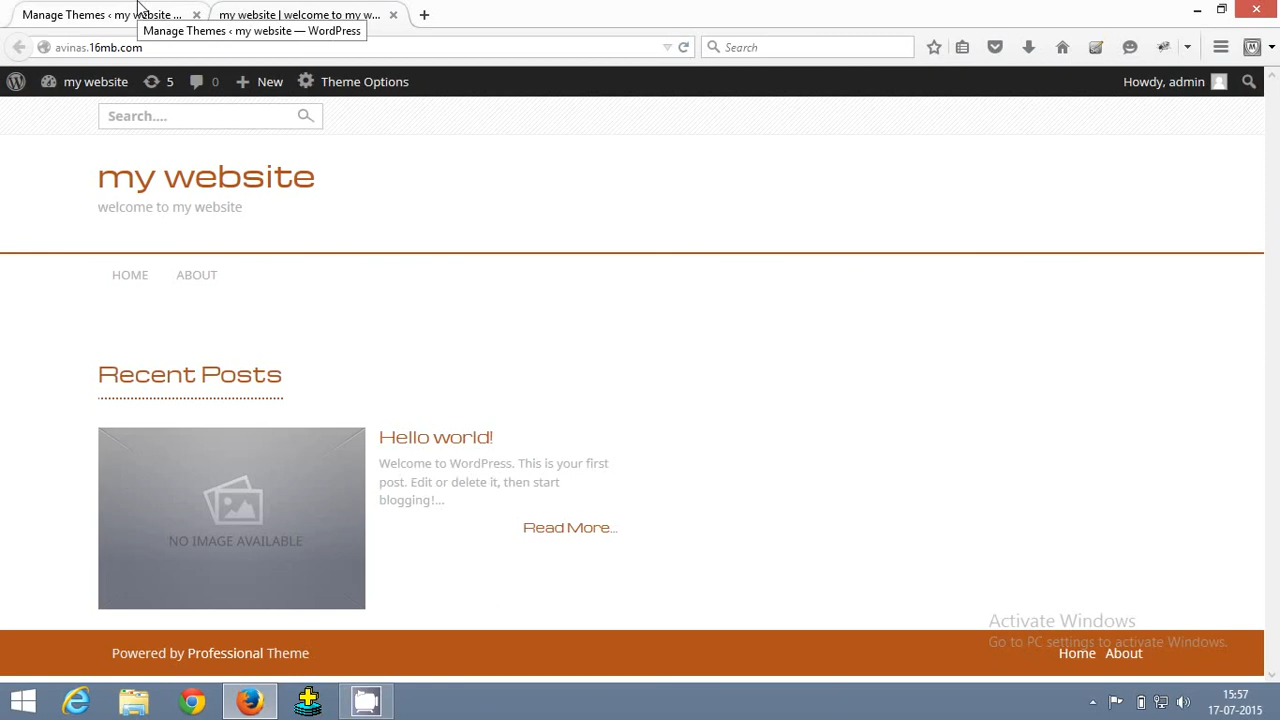 Manage Themes ‹ my website ...
my website | welcome to my w...
Manage Themes ‹ my website — WordPress
avinas.16mb.com
Search
my website
5
0
New
Theme Options
Howdy, admin
Search....
my website
welcome to my website
HOME
ABOUT
Recent Posts
NO IMAGE AVAILABLE
Hello world!
Welcome to WordPress. This is your first
post. Edit or delete it, then start
blogging!...
Read More...
Activate Windows
Go to PC settings to activate Windows.
Powered by Professional Theme
Home
About
15:57
17-07-2015